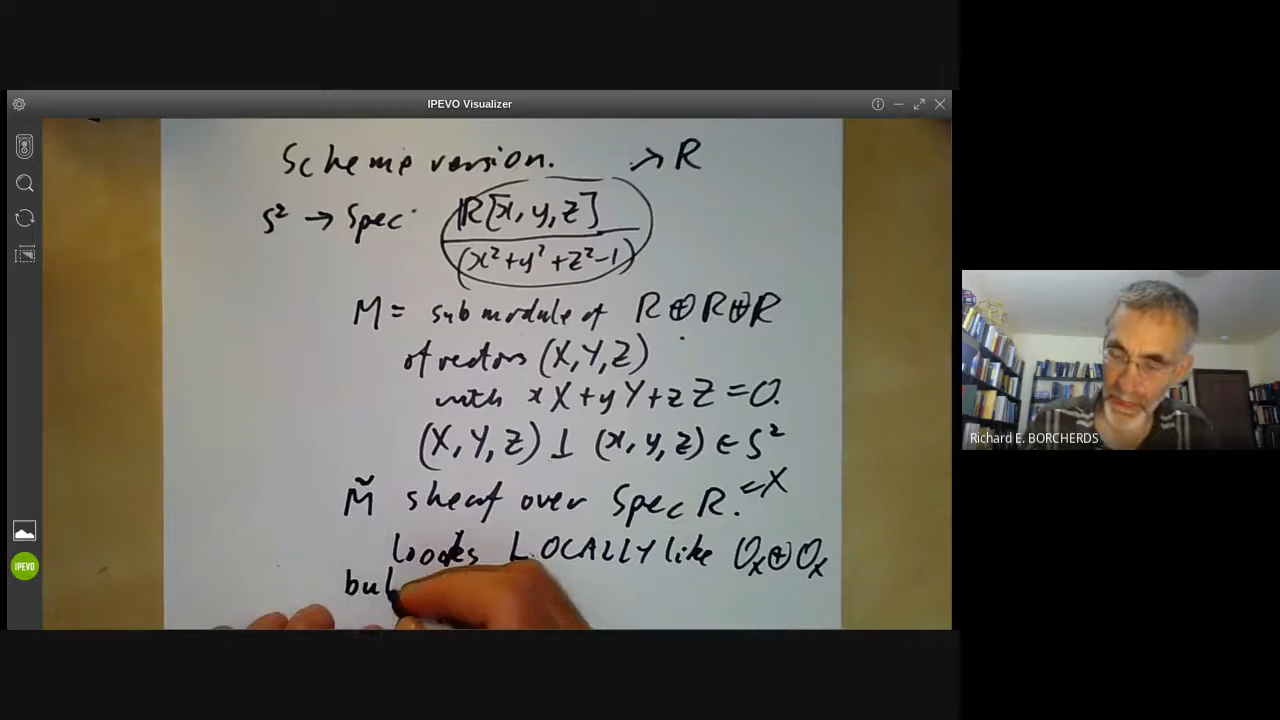 IPEVO Visualizer
Scheme version. → R
S² → Spec R[x, y, z]
(x²+y²+z²-1)
M = submodule of R⊕R⊕R
of vectors (X, Y, Z)
with xX+yY+zZ=0.
(X, Y, Z) ⊥ (x, y, z) ∈ S²
M̃ sheaf over Spec R. = X
looks LOCALLY like O_X⊕O_X
but
IPEVO
Richard E. BORCHERDS